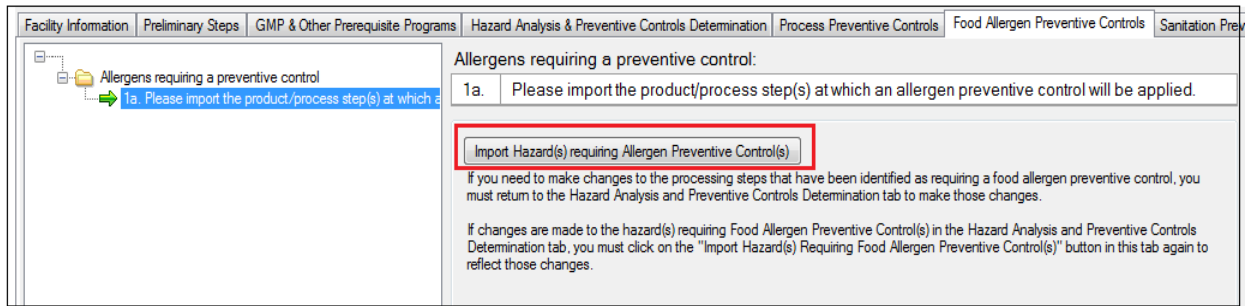 Facility Information Preliminary Steps GMP & Other Prerequisite Programs Hazard Analysis & Preventive Controls Determination Process Preventive Controls Food Allergen Preventive Controls Sanitation Prev
Allergens requiring a preventive control
1a. Please import the product/process step(s) at which a
Allergens requiring a preventive control:
1a. Please import the product/process step(s) at which an allergen preventive control will be applied.
Import Hazard(s) requiring Allergen Preventive Control(s)
If you need to make changes to the processing steps that have been identified as requiring a food allergen preventive control, you
must return to the Hazard Analysis and Preventive Controls Determination tab to make those changes.
If changes are made to the hazard(s) requiring Food Allergen Preventive Control(s) in the Hazard Analysis and Preventive Controls
Determination tab, you must click on the "Import Hazard(s) Requiring Food Allergen Preventive Control(s)" button in this tab again to
reflect those changes.